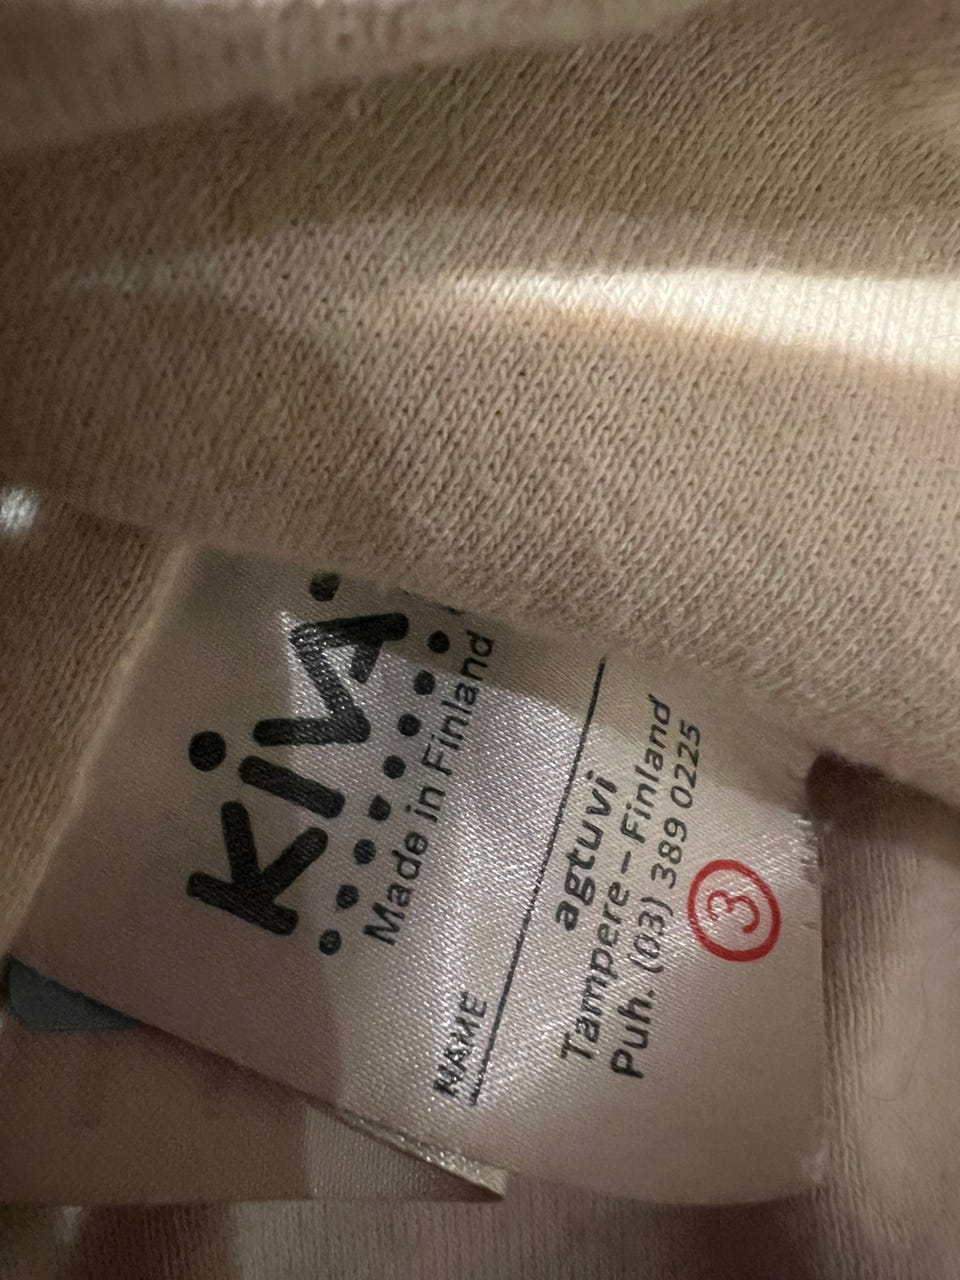 KIVA
Made in Finland
NAME
agtuvi
Tampere – Finland
Puh. (03) 389 0225
3